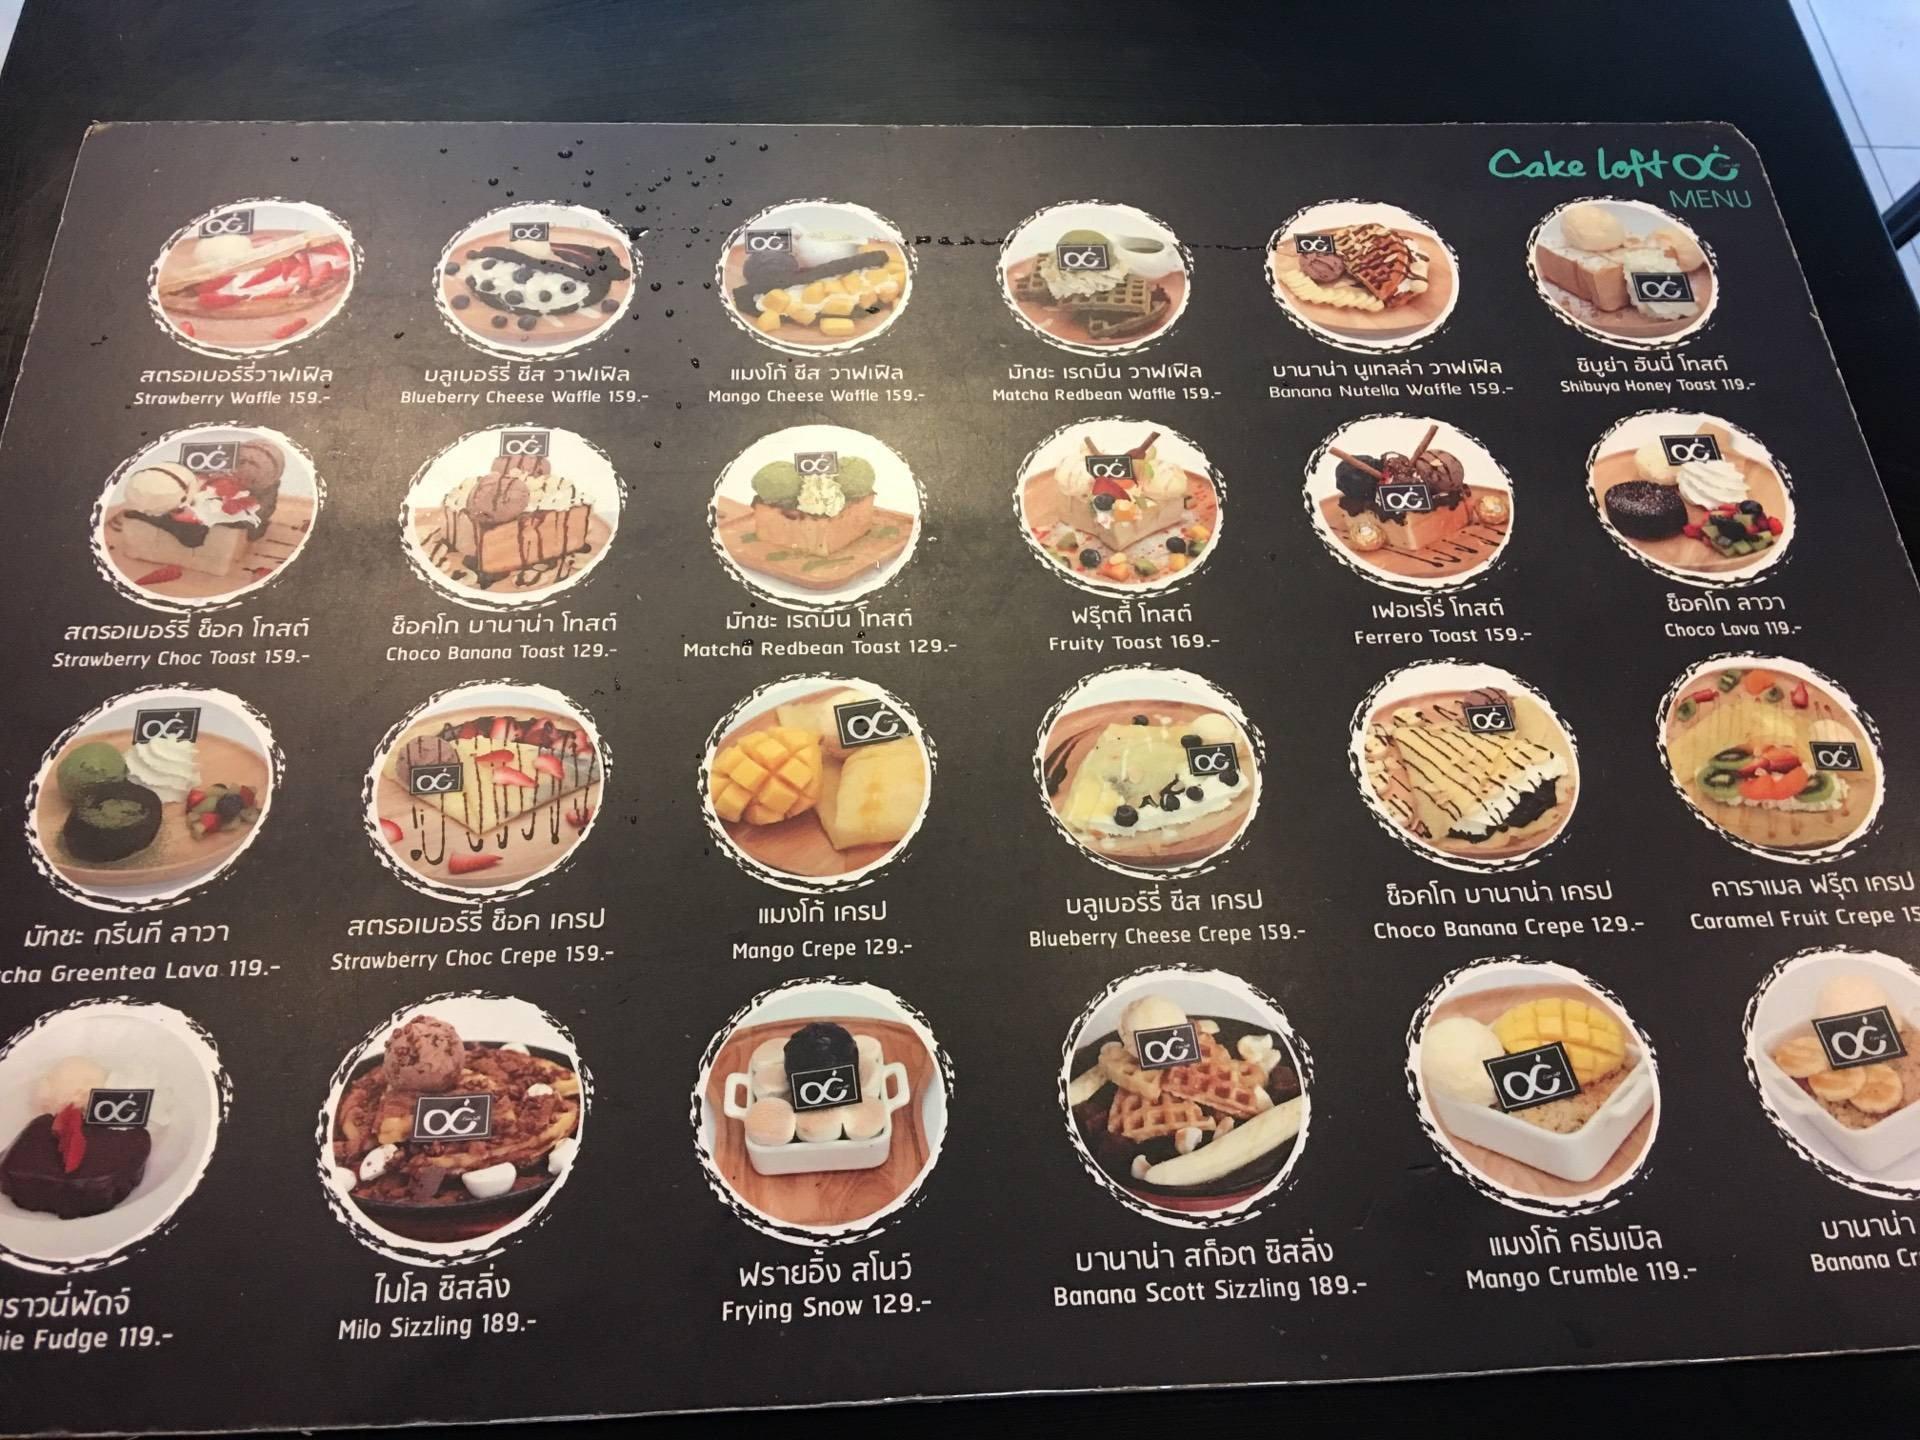 Cake Loft
MENU
สตรอเบอร์รี่วาฟเฟิล
Strawberry Waffle 159.-
บลูเบอร์รี่ ชีส วาฟเฟิล
Blueberry Cheese Waffle 159.-
แมงโก้ ชีส วาฟเฟิล
Mango Cheese Waffle 159.-
มัทชะ เรดบีน วาฟเฟิล
Matcha Redbean Waffle 159.-
บานาน่า นูเทลล่า วาฟเฟิล
Banana Nutella Waffle 159.-
ชิบูย่า ฮันนี่ โทสต์
Shibuya Honey Toast 119.-
สตรอเบอร์รี่ ช็อค โทสต์
Strawberry Choc Toast 159.-
ช็อคโก บานาน่า โทสต์
Choco Banana Toast 129.-
มัทชะ เรดบีน โทสต์
Matcha Redbean Toast 129.-
ฟรุ๊ตตี้ โทสต์
Fruity Toast 169.-
เฟอเรโร่ โทสต์
Ferrero Toast 159.-
ช็อคโก ลาวา
Choco Lava 119.-
มัทชะ กรีนที ลาวา
cha Greentea Lava 119.-
สตรอเบอร์รี่ ช็อค เครป
Strawberry Choc Crepe 159.-
แมงโก้ เครป
Mango Crepe 129.-
บลูเบอร์รี่ ชีส เครป
Blueberry Cheese Crepe 159.-
ช็อคโก บานาน่า เครป
Choco Banana Crepe 129.-
คาราเมล ฟรุ๊ต เครป
Caramel Fruit Crepe 15
ราวนี่ฟัดจ์
ie Fudge 119.-
ไมโล ซิสลิ่ง
Milo Sizzling 189.-
ฟรายอิ้ง สโนว์
Frying Snow 129.-
บานาน่า สก็อต ซิสลิ่ง
Banana Scott Sizzling 189.-
แมงโก้ ครัมเบิล
Mango Crumble 119.-
บานาน่า
Banana Cr